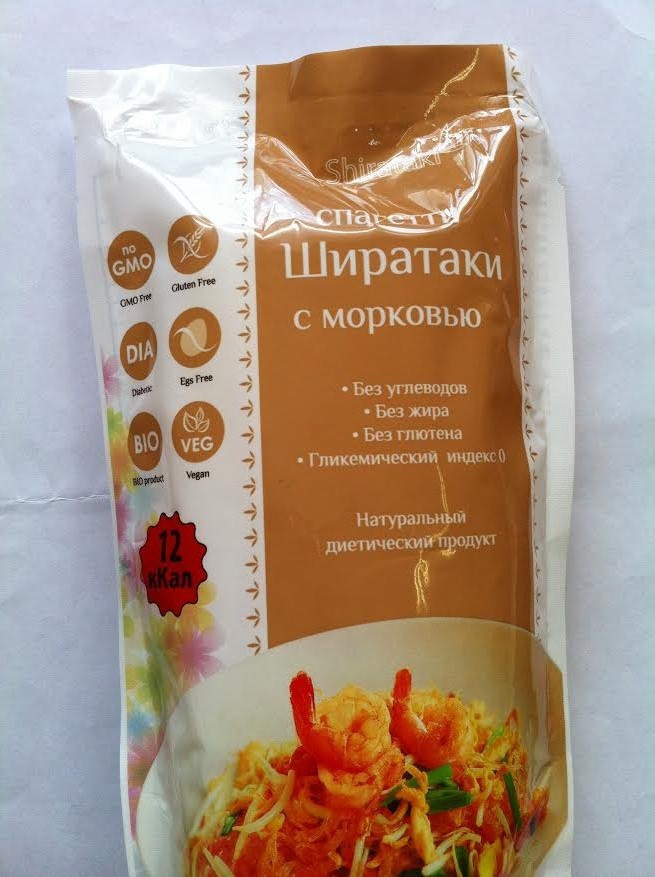 Shirataki
спагетти
Ширатаки
с морковью
no
GMO
GMO Free
Gluten Free
DIA
Diabetic
Egs Free
BIO
BIO product
VEG
Vegan
• Без углеводов
• Без жира
• Без глютена
• Гликемический индекс 0
Натуральный
диетический продукт
12
кКал